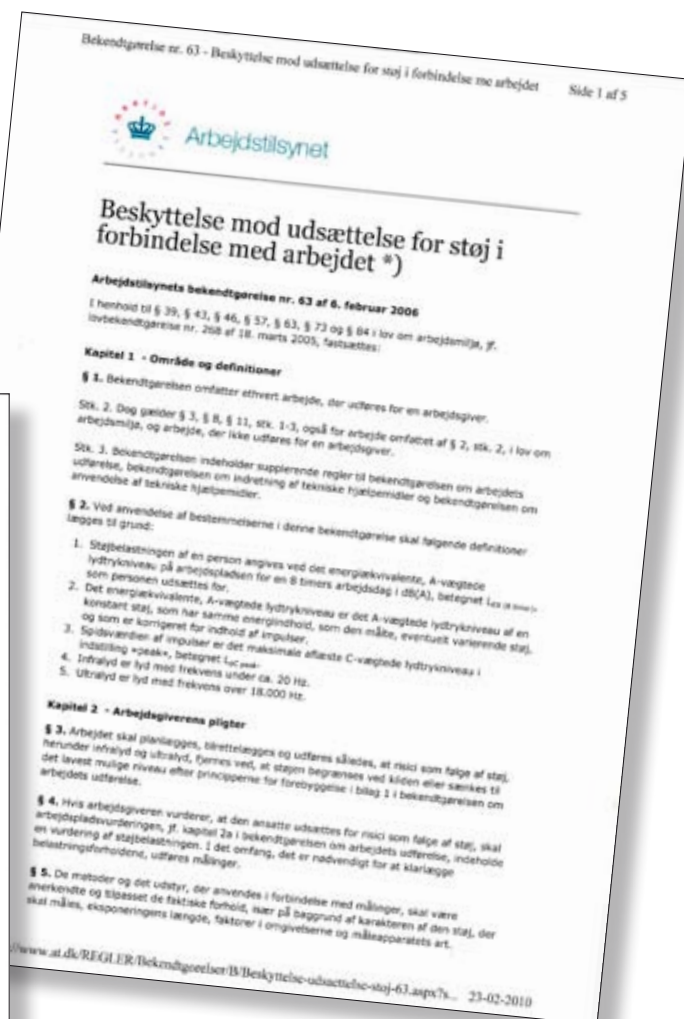 Bekendtgørelse nr. 63 - Beskyttelse mod udsættelse for støj i forbindelse me arbejdet Side 1 af 5
Arbejdstilsynet
Beskyttelse mod udsættelse for støj i
forbindelse med arbejdet *)
Arbejdstilsynets bekendtgørelse nr. 63 af 6. februar 2006
I henhold til § 39, § 43, § 46, § 57, § 63, § 73 og § 84 i lov om arbejdsmiljø, jf.
lovbekendtgørelse nr. 268 af 18. marts 2005, fastsættes:
Kapitel 1 - Område og definitioner
§ 1. Bekendtgørelsen omfatter ethvert arbejde, der udføres for en arbejdsgiver.
Stk. 2. Dog gælder § 3, § 8, § 11, stk. 1-3, også for arbejde omfattet af § 2, stk. 2, i lov om
arbejdsmiljø, og arbejde, der ikke udføres for en arbejdsgiver.
Stk. 3. Bekendtgørelsen indeholder supplerende regler til bekendtgørelsen om arbejdets
udførelse, bekendtgørelsen om indretning af tekniske hjælpemidler og bekendtgørelsen om
anvendelse af tekniske hjælpemidler.
§ 2. Ved anvendelse af bestemmelserne i denne bekendtgørelse skal følgende definitioner
lægges til grund:
1. Støjbelastningen af en person angives ved det energiækvivalente, A-vægtede
lydtrykniveau på arbejdspladsen for en 8 timers arbejdsdag i dB(A), betegnet
som personen udsættes for.
2. Det energiækvivalente, A-vægtede lydtrykniveau er det A-vægtede lydtrykniveau af en
konstant støj, som har samme energiindhold, som den målte, eventuelt varierende støj,
og som er korrigeret for indhold af impulser.
3. Spidsværdien af impulser er det maksimale aflæste C-vægtede lydtrykniveau i
indstilling »peak«, betegnet
4. Infralyd er lyd med frekvens under ca. 20 Hz.
5. Ultralyd er lyd med frekvens over 18.000 Hz.
Kapitel 2 - Arbejdsgiverens pligter
§ 3. Arbejdet skal planlægges, tilrettelægges og udføres således, at risici som følge af støj,
herunder infralyd og ultralyd, fjernes ved, at støjen begrænses ved kilden eller sænkes til
det lavest mulige niveau efter principperne for forebyggelse i bilag 1 i bekendtgørelsen om
arbejdets udførelse.
§ 4. Hvis arbejdsgiveren vurderer, at den ansatte udsættes for risici som følge af støj, skal
arbejdspladsvurderingen, jf. kapitel 2a i bekendtgørelsen om arbejdets udførelse, indeholde
en vurdering af støjbelastningen. I det omfang, det er nødvendigt for at klarlægge
belastningsforholdene, udføres målinger.
§ 5. De metoder og det udstyr, der anvendes i forbindelse med målinger, skal være
anerkendte og tilpasset de faktiske forhold, især på baggrund af karakteren af den støj, der
skal måles, eksponeringens længde, faktorer i omgivelserne og måleapparatets art.
//www.at.dk/REGLER/Bekendtgoerelser/B/Beskyttelse-udsaettelse-stoj-63.aspx?s... 23-02-2010